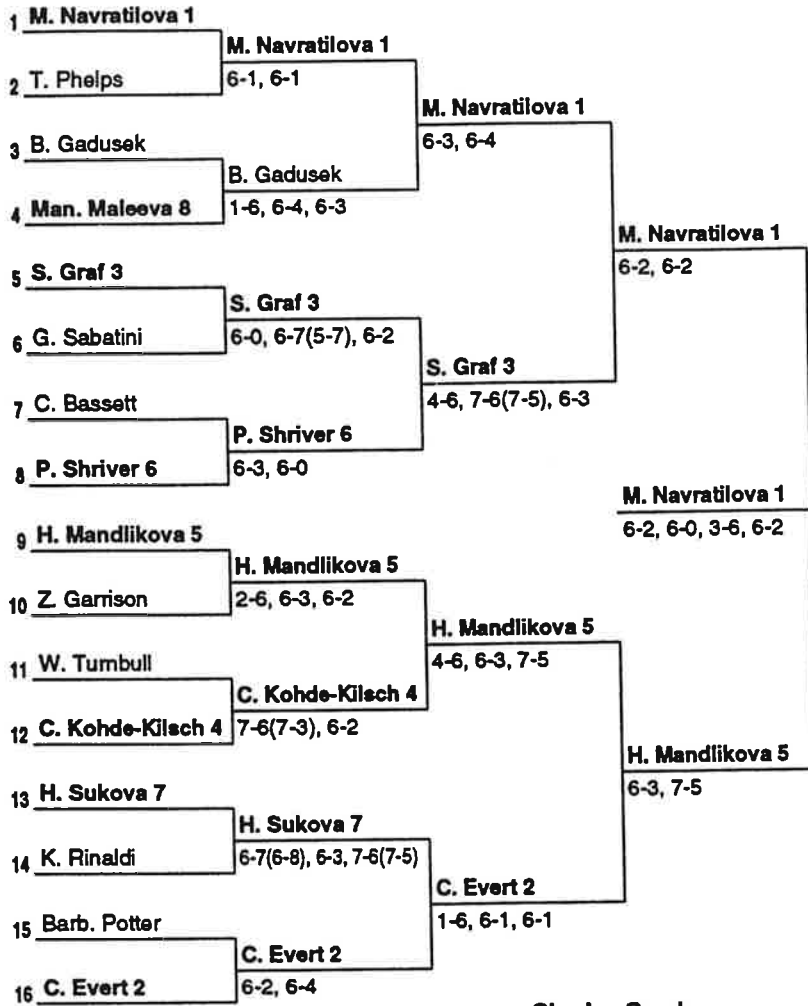 1 M. Navratilova 1
M. Navratilova 1
2 T. Phelps
6-1, 6-1
M. Navratilova 1
3 B. Gadusek
6-3, 6-4
B. Gadusek
4 Man. Maleeva 8
1-6, 6-4, 6-3
M. Navratilova 1
5 S. Graf 3
6-2, 6-2
S. Graf 3
6 G. Sabatini
6-0, 6-7(5-7), 6-2
S. Graf 3
7 C. Bassett
4-6, 7-6(7-5), 6-3
P. Shriver 6
8 P. Shriver 6
6-3, 6-0
M. Navratilova 1
6-2, 6-0, 3-6, 6-2
9 H. Mandlikova 5
H. Mandlikova 5
10 Z. Garrison
2-6, 6-3, 6-2
H. Mandlikova 5
11 W. Turnbull
4-6, 6-3, 7-5
C. Kohde-Kilsch 4
12 C. Kohde-Kilsch 4
7-6(7-3), 6-2
H. Mandlikova 5
13 H. Sukova 7
6-3, 7-5
H. Sukova 7
14 K. Rinaldi
6-7(6-8), 6-3, 7-6(7-5)
C. Evert 2
15 Barb. Potter
1-6, 6-1, 6-1
C. Evert 2
16 C. Evert 2
6-2, 6-4